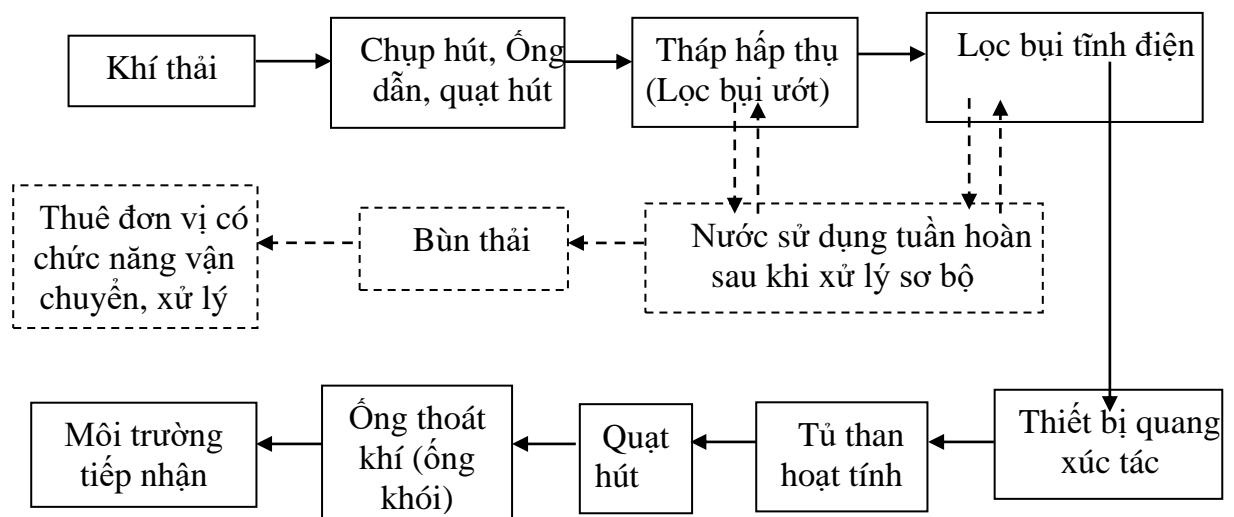 Khí thải
Chụp hút, Ống
dẫn, quạt hút
Tháp hấp thụ
(Lọc bụi ướt)
Lọc bụi tĩnh điện
Thuê đơn vị có
chức năng vận
chuyển, xử lý
Bùn thải
Nước sử dụng tuần hoàn
sau khi xử lý sơ bộ
Môi trường
tiếp nhận
Ống thoát
khí (ống
khói)
Quạt
hút
Tủ than
hoạt tính
Thiết bị quang
xúc tác